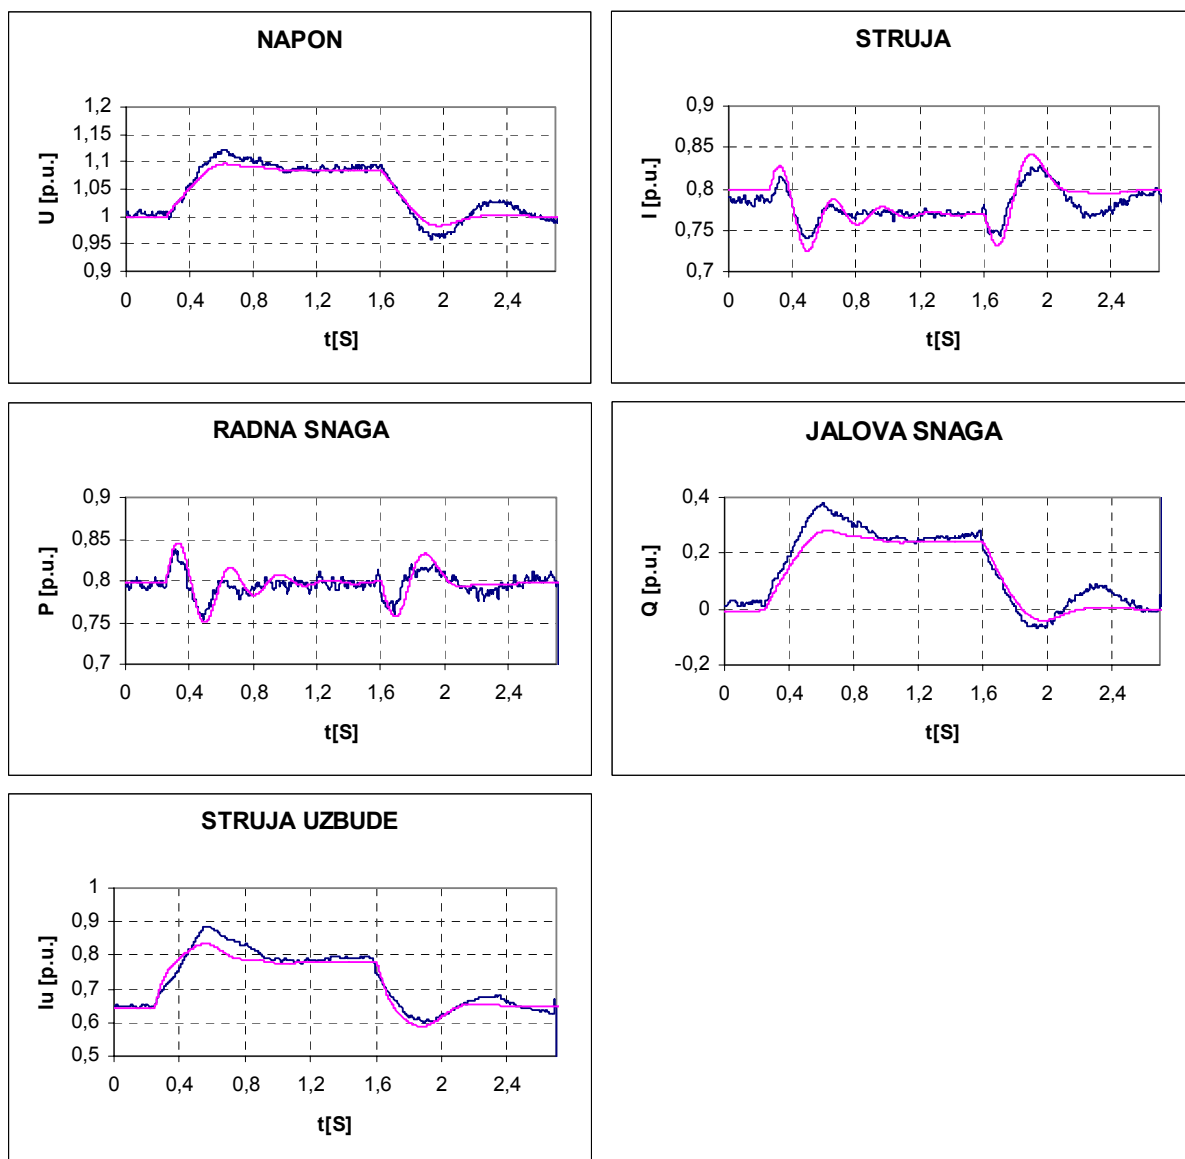 NAPON
U [p.u.]
1,2
1,15
1,1
1,05
1
0,95
0,9
0 0,4 0,8 1,2 1,6 2 2,4
t[S]
STRUJA
I [p.u.]
0,9
0,85
0,8
0,75
0,7
0 0,4 0,8 1,2 1,6 2 2,4
t[S]
RADNA SNAGA
P [p.u.]
0,9
0,85
0,8
0,75
0,7
0 0,4 0,8 1,2 1,6 2 2,4
t[S]
JALOVA SNAGA
Q [p.u.]
0,4
0,2
0
-0,2
0 0,4 0,8 1,2 1,6 2 2,4
t[S]
STRUJA UZBUDE
Iu [p.u.]
1
0,9
0,8
0,7
0,6
0,5
0 0,4 0,8 1,2 1,6 2 2,4
t[S]